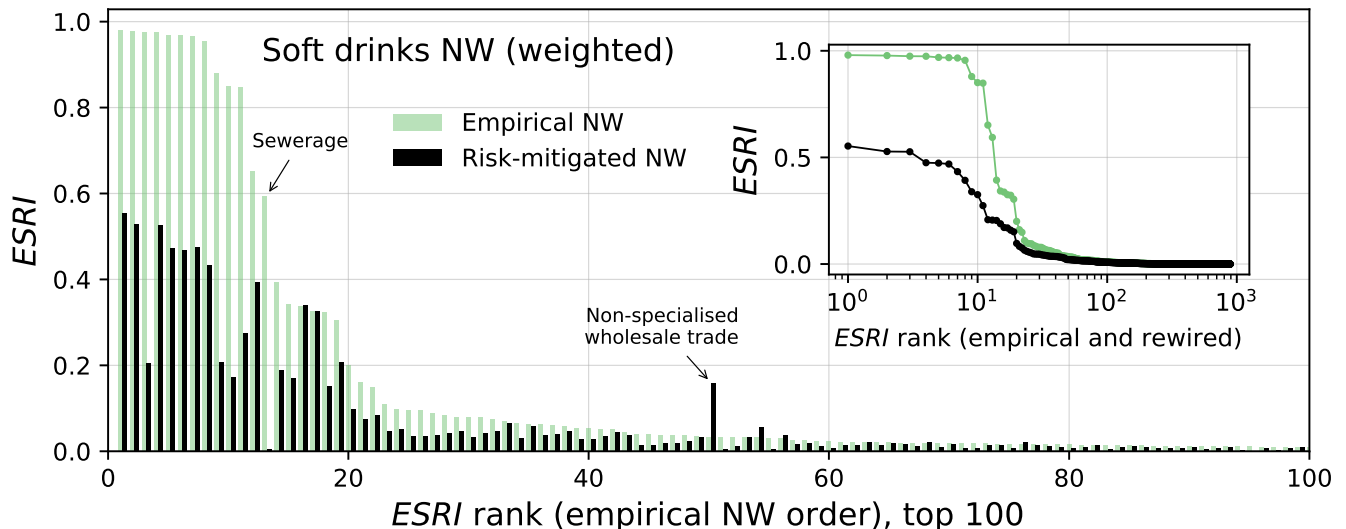 Soft drinks NW (weighted)
Empirical NW
Risk-mitigated NW
Sewerage
Non-specialised
wholesale trade
ESRI
1.0
0.8
0.6
0.4
0.2
0.0
0 20 40 60 80 100
ESRI rank (empirical NW order), top 100
ESRI
1.0
0.5
0.0
10⁰ 10¹ 10² 10³
ESRI rank (empirical and rewired)